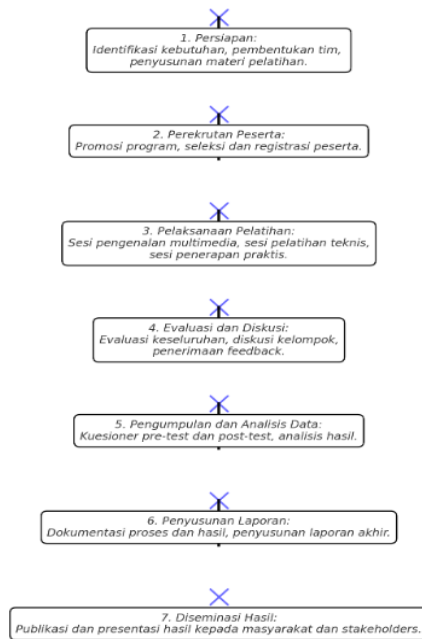 1. Persiapan:
Identifikasi kebutuhan, pembentukan tim,
penyusunan materi pelatihan.
2. Perekrutan Peserta:
Promosi program, seleksi dan registrasi peserta.
3. Pelaksanaan Pelatihan:
Sesi pengenalan multimedia, sesi pelatihan teknis,
sesi penerapan praktis.
4. Evaluasi dan Diskusi:
Evaluasi keseluruhan, diskusi kelompok,
penerimaan feedback.
5. Pengumpulan dan Analisis Data:
Kuesioner pre-test dan post-test, analisis hasil.
6. Penyusunan Laporan:
Dokumentasi proses dan hasil, penyusunan laporan akhir.
7. Diseminasi Hasil:
Publikasi dan presentasi hasil kepada masyarakat dan stakeholders.